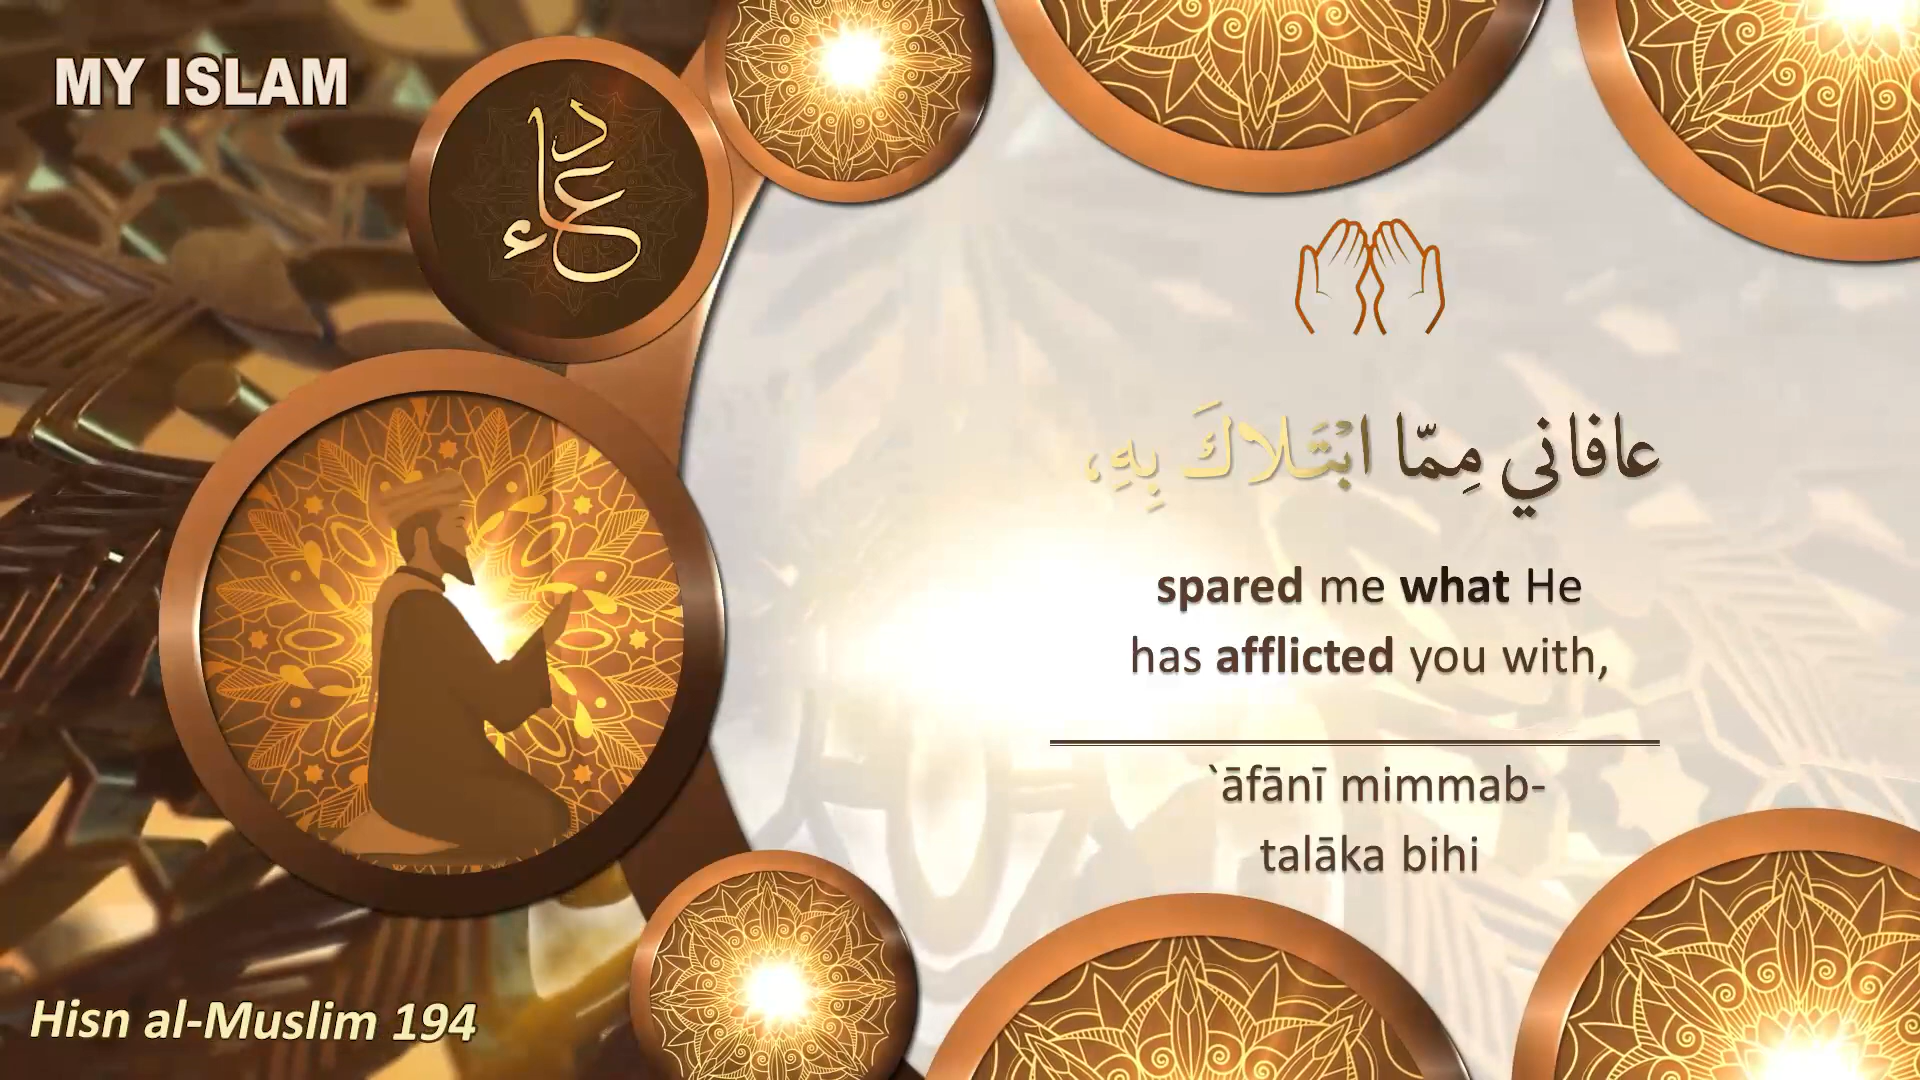 MY ISLAM
دعاء
عافاني مِمّا ابْتَلاكَ بِهِ،
spared me what He
has afflicted you with,
`āfānī mimmab-
talāka bihi
Hisn al-Muslim 194